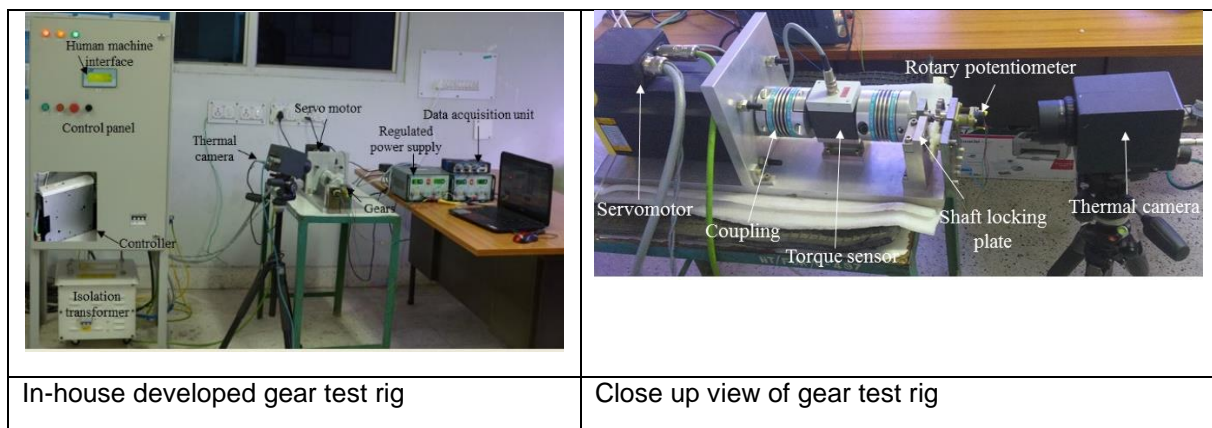 Human machine
interface
Control panel
Servo motor
Thermal
camera
Regulated
power supply
Data acquisition unit
Gears
Controller
Isolation
transformer
Rotary potentiometer
Servomotor
Coupling
Torque sensor
Shaft locking
plate
Thermal camera
In-house developed gear test rig
Close up view of gear test rig